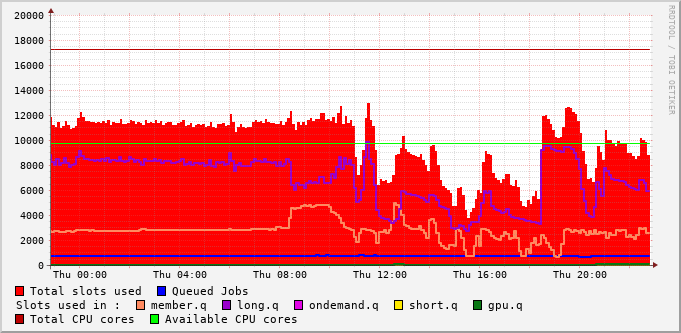 20000
18000
16000
14000
12000
10000
8000
6000
4000
2000
0
Thu 00:00 Thu 04:00 Thu 08:00 Thu 12:00 Thu 16:00 Thu 20:00
RRDTOOL / TOBI OETIKER
Total slots used Queued Jobs
Slots used in : member.q long.q ondemand.q short.q gpu.q
Total CPU cores Available CPU cores